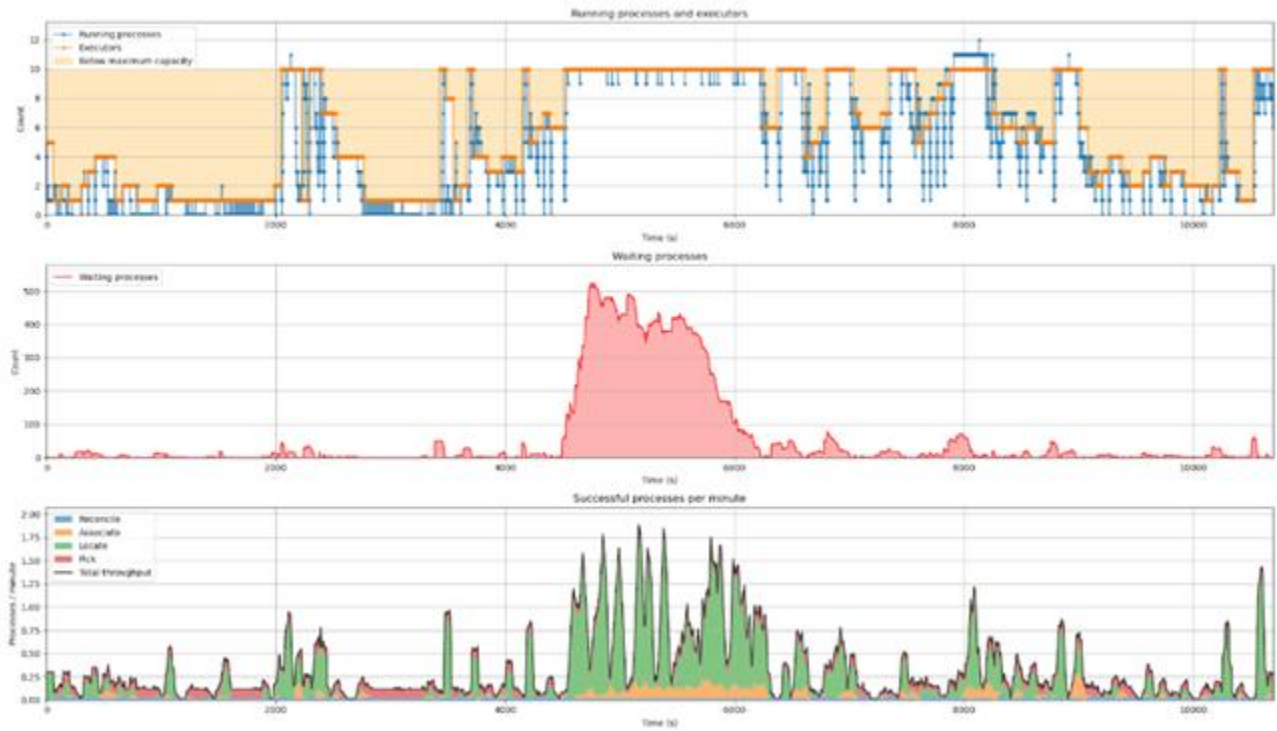 Running processes and executors
Running processes
Executors
Below maximum capacity
Count
12
10
8
6
4
2
0
0
2000
4000
6000
8000
10000
Time (s)
Waiting processes
Waiting processes
Count
500
400
300
200
100
0
0
2000
4000
6000
8000
10000
Time (s)
Successful processes per minute
Reconcile
Associate
Locate
Pick
Total throughput
Processes / minute
2.00
1.75
1.50
1.25
1.00
0.75
0.50
0.25
0.00
0
2000
4000
6000
8000
10000
Time (s)